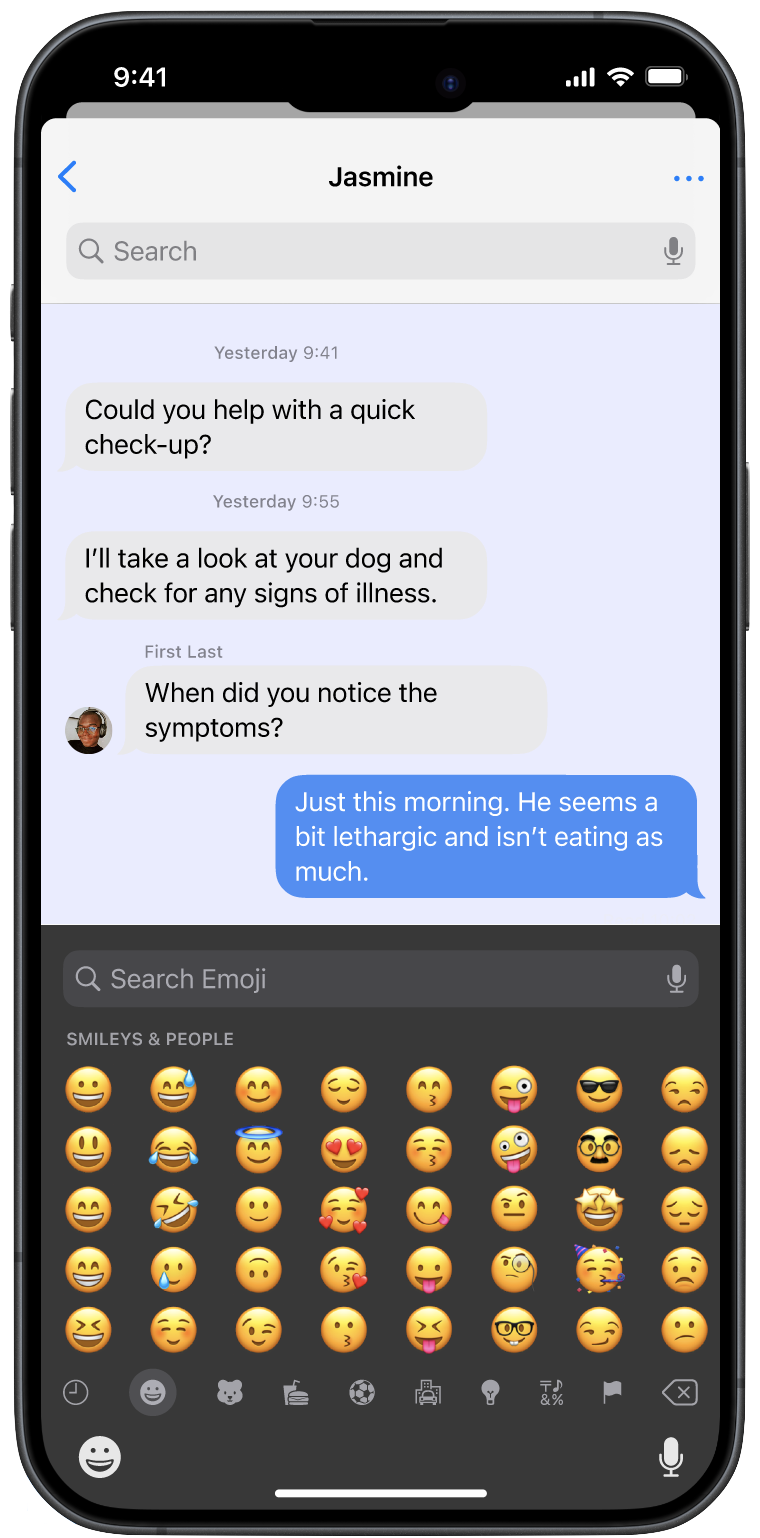 9:41
Jasmine
Search
Yesterday 9:41
Could you help with a quick
check-up?
Yesterday 9:55
I’ll take a look at your dog and
check for any signs of illness.
First Last
When did you notice the
symptoms?
Just this morning. He seems a
bit lethargic and isn’t eating as
much.
Search Emoji
SMILEYS & PEOPLE